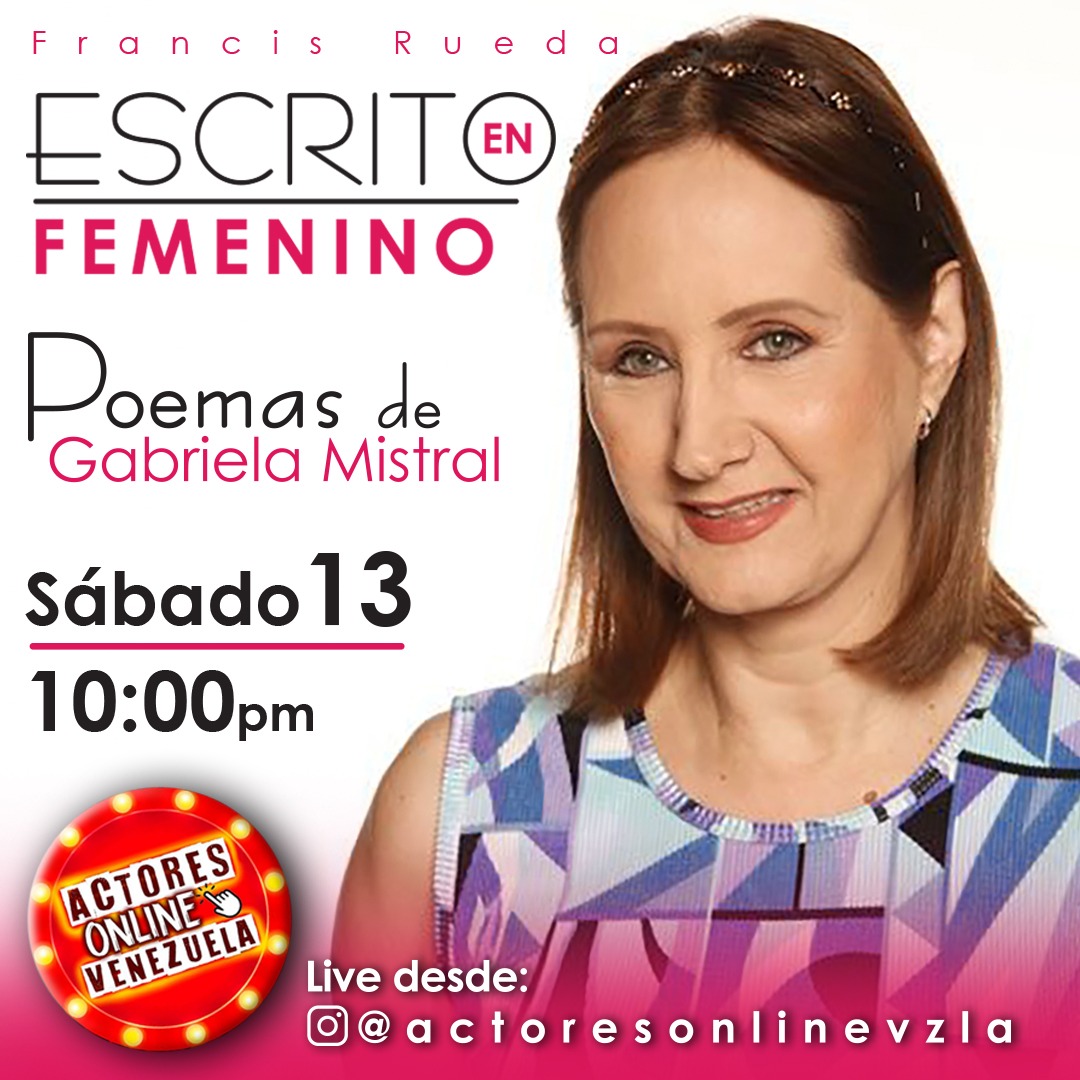 Francis Rueda
ESCRITO
EN
FEMENINO
Poemas de
Gabriela Mistral
Sábado 13
10:00pm
ACTORES
ONLINE
VENEZUELA
Live desde:
@actoresonlinevzla